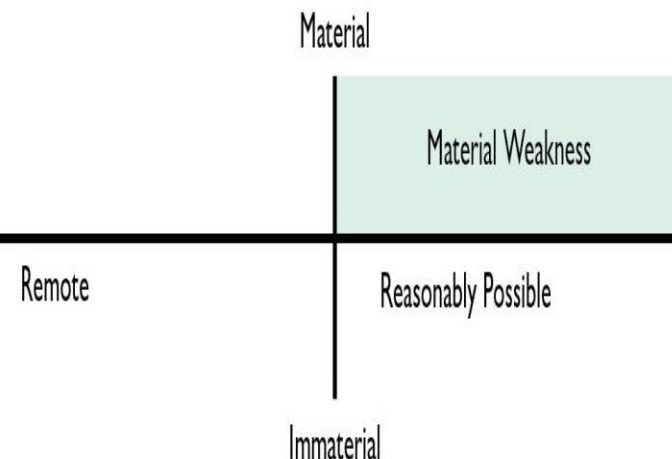 Material
Material Weakness
Remote
Reasonably Possible
Immaterial